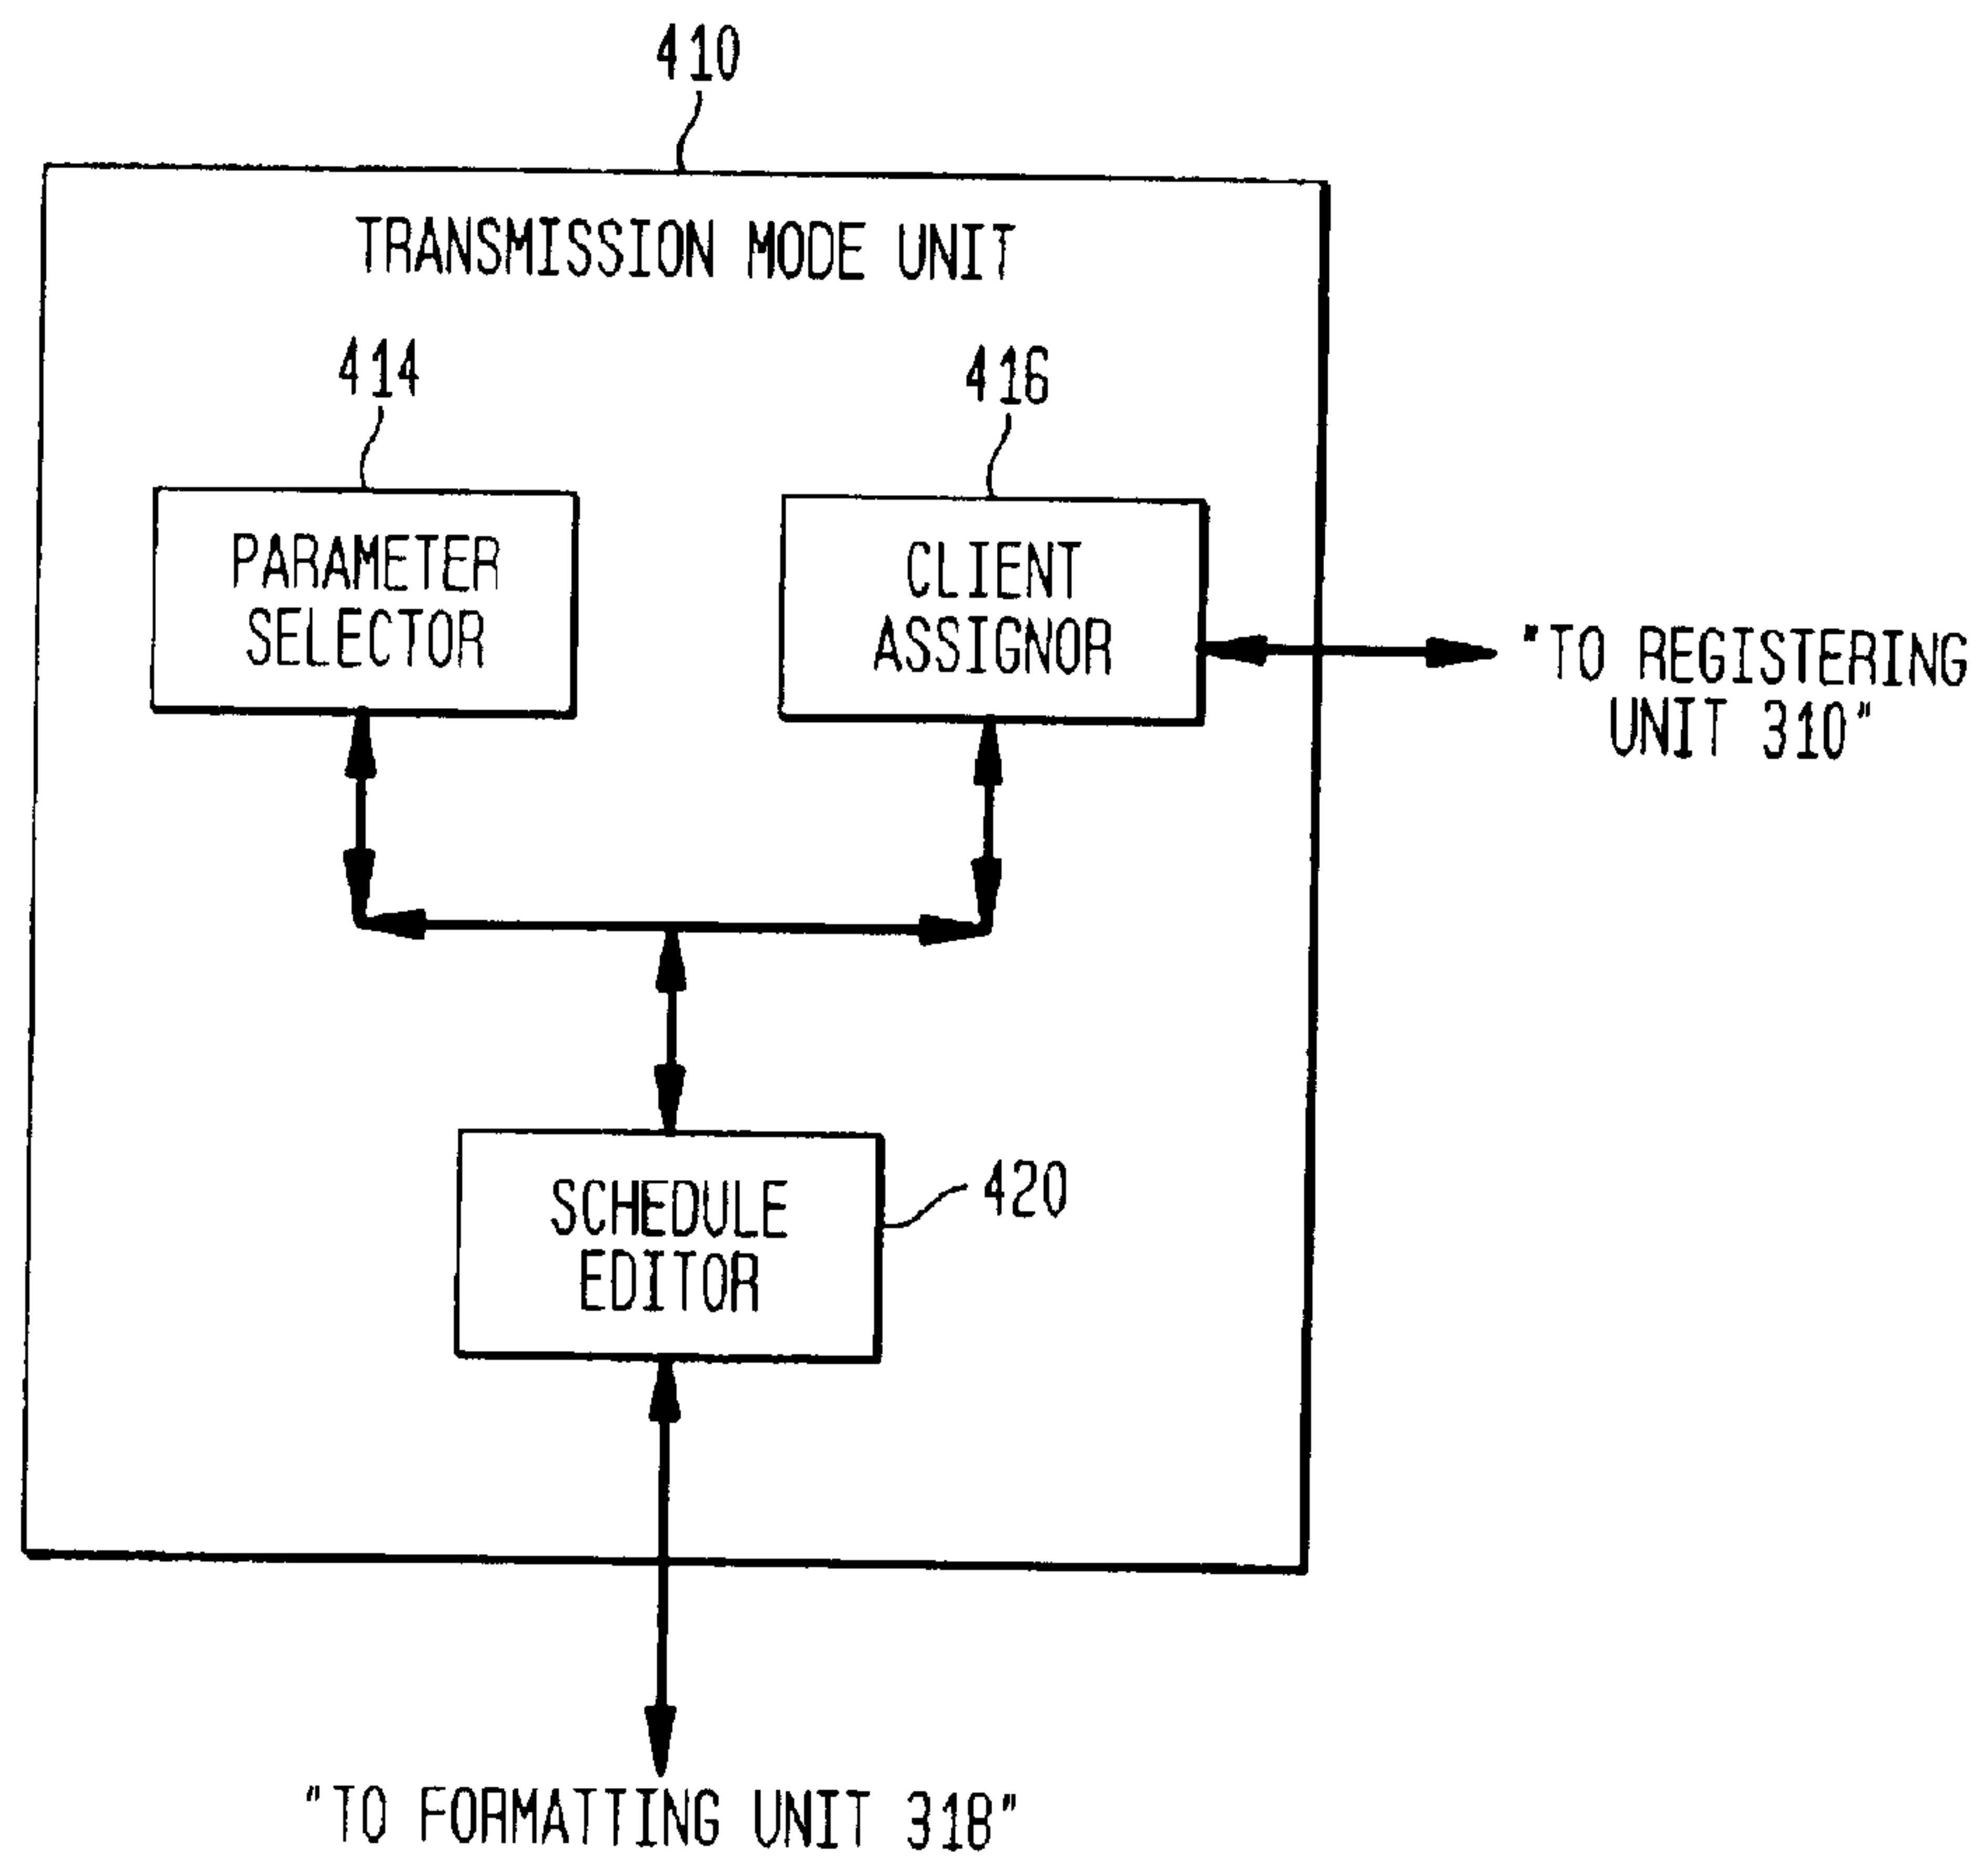 410
TRANSMISSION MODE UNIT
414
416
PARAMETER
SELECTOR
CLIENT
ASSIGNOR
"TO REGISTERING
UNIT 310"
SCHEDULE
EDITOR
420
"TO FORMATTING UNIT 318"